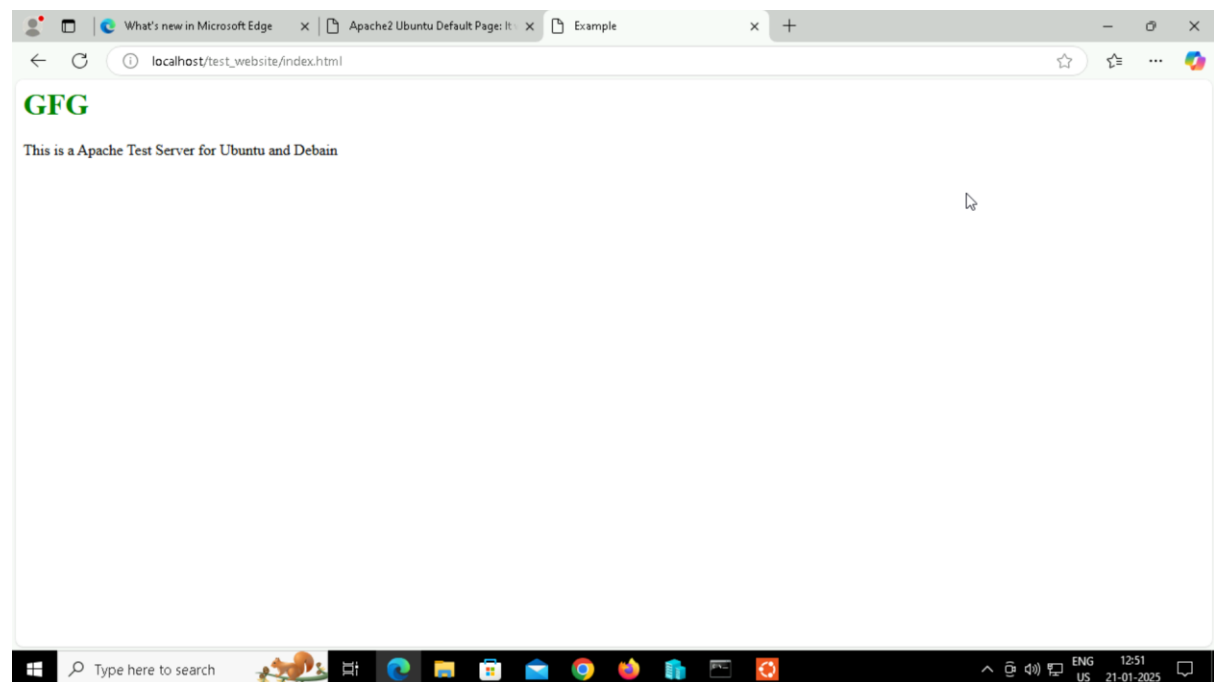 What's new in Microsoft Edge
Apache2 Ubuntu Default Page: It
Example
localhost/test_website/index.html
GFG
This is a Apache Test Server for Ubuntu and Debain
Type here to search
ENG
US
12:51
21-01-2025